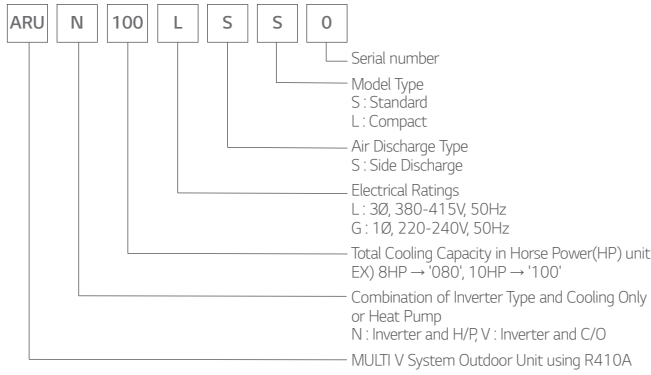 ARU N 100 L S S 0
Serial number
Model Type
S : Standard
L : Compact
Air Discharge Type
S : Side Discharge
Electrical Ratings
L : 3Ø, 380-415V, 50Hz
G : 1Ø, 220-240V, 50Hz
Total Cooling Capacity in Horse Power(HP) unit
EX) 8HP → '080', 10HP → '100'
Combination of Inverter Type and Cooling Only
or Heat Pump
N : Inverter and H/P, V : Inverter and C/O
MULTI V System Outdoor Unit using R410A